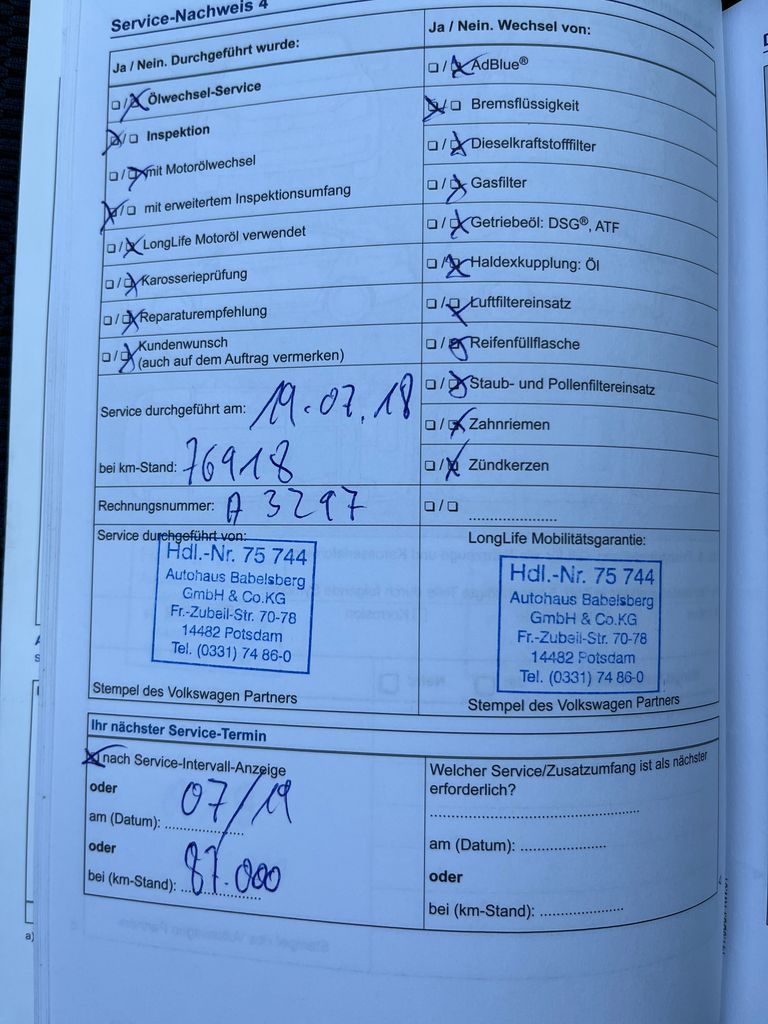 Service-Nachweis 4
Ja / Nein. Durchgeführt wurde:
Ölwechsel-Service
Inspektion
mit Motorölwechsel
mit erweitertem Inspektionsumfang
LongLife Motoröl verwendet
Karosserieprüfung
Reparaturempfehlung
Kundenwunsch
(auch auf dem Auftrag vermerken)
Service durchgeführt am: 19.07.18
bei km-Stand: 76918
Rechnungsnummer: A 3297
Service durchgeführt von:
Hdl.-Nr. 75 744
Autohaus Babelsberg
GmbH & Co.KG
Fr.-Zubeil-Str. 70-78
14482 Potsdam
Tel. (0331) 74 86-0
Stempel des Volkswagen Partners
Ja / Nein. Wechsel von:
AdBlue®
Bremsflüssigkeit
Dieselkraftstofffilter
Gasfilter
Getriebeöl: DSG®, ATF
Haldexkupplung: Öl
Luftfiltereinsatz
Reifenfüllflasche
Staub- und Pollenfiltereinsatz
Zahnriemen
Zündkerzen
LongLife Mobilitätsgarantie:
Hdl.-Nr. 75 744
Autohaus Babelsberg
GmbH & Co.KG
Fr.-Zubeil-Str. 70-78
14482 Potsdam
Tel. (0331) 74 86-0
Stempel des Volkswagen Partners
Ihr nächster Service-Termin
nach Service-Intervall-Anzeige
oder
am (Datum): 07/19
oder
bei (km-Stand): 87.000
Welcher Service/Zusatzumfang ist als nächster
erforderlich?
am (Datum):
oder
bei (km-Stand):
a)